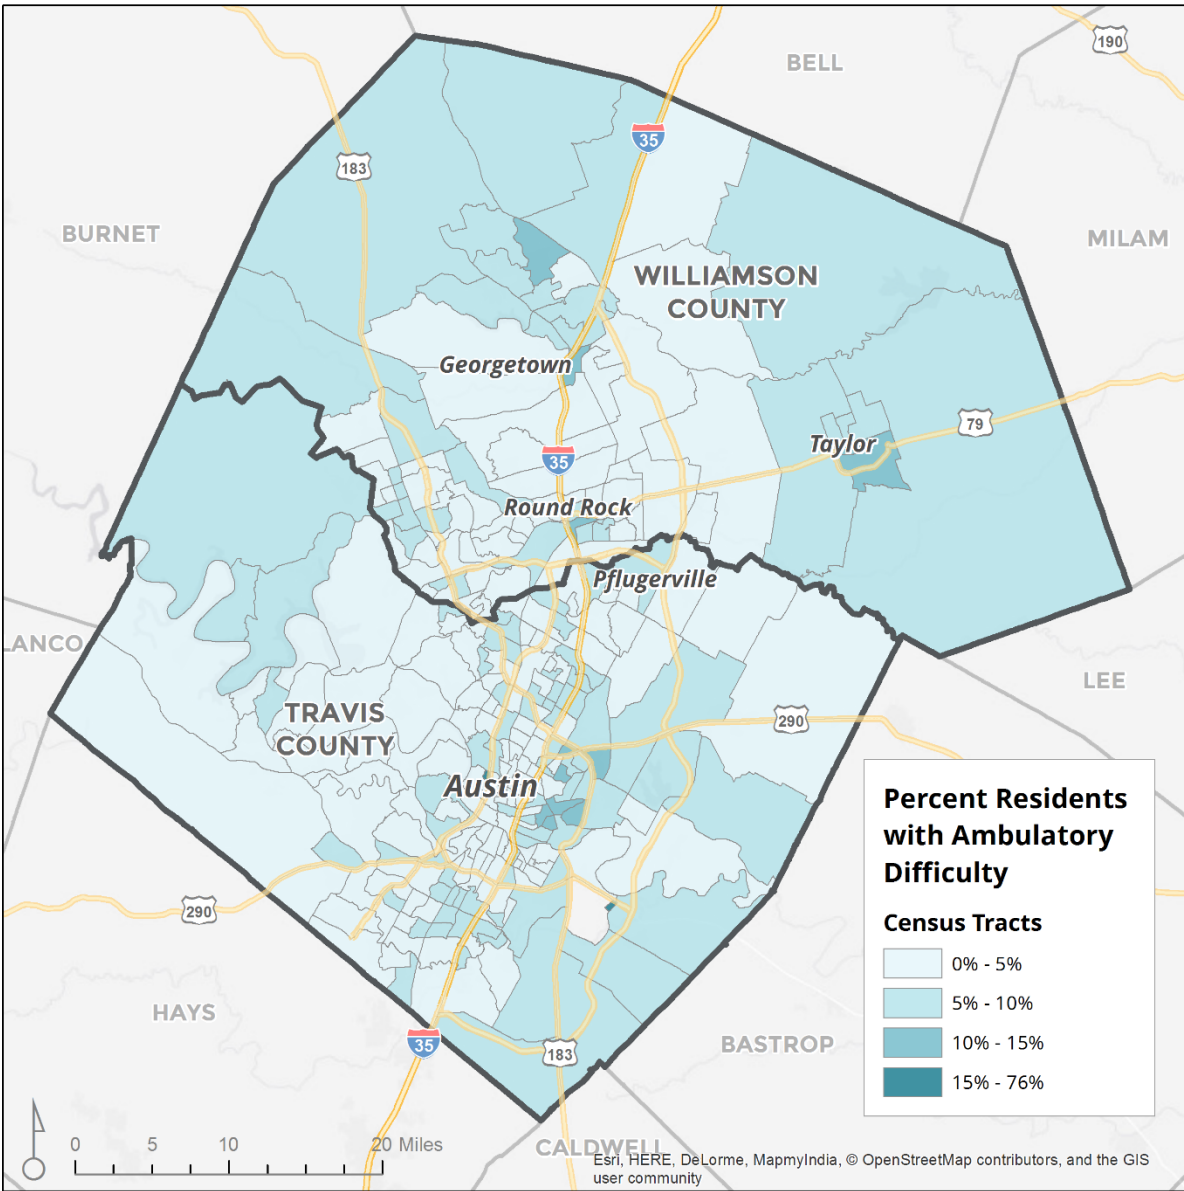 BELL
190
35
183
BURNET
MILAM
WILLIAMSON
COUNTY
Georgetown
79
Taylor
35
Round Rock
Pflugerville
LANCO
LEE
TRAVIS
COUNTY
290
Austin
Percent Residents
with Ambulatory
Difficulty
Census Tracts
0% - 5%
5% - 10%
10% - 15%
15% - 76%
290
HAYS
BASTROP
35
183
0 5 10 20 Miles
CALDWELL
Esri, HERE, DeLorme, MapmyIndia, © OpenStreetMap contributors, and the GIS
user community